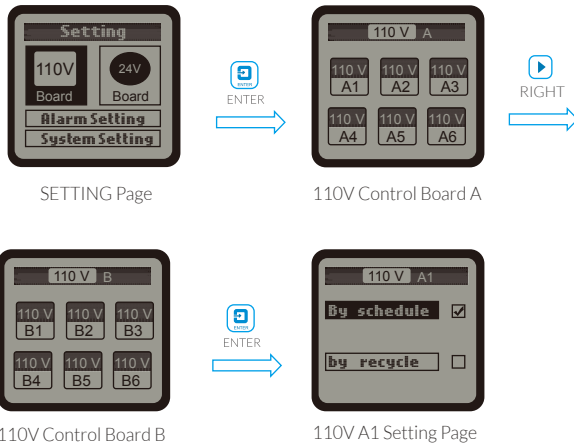 Setting
110V
Board
24V
Board
Alarm Setting
System Setting
SETTING Page
ENTER
ENTER
110 V A
110 V
A1
110 V
A2
110 V
A3
110 V
A4
110 V
A5
110 V
A6
110V Control Board A
RIGHT
110 V B
110 V
B1
110 V
B2
110 V
B3
110 V
B4
110 V
B5
110 V
B6
110V Control Board B
ENTER
ENTER
110 V A1
By schedule
by recycle
110V A1 Setting Page